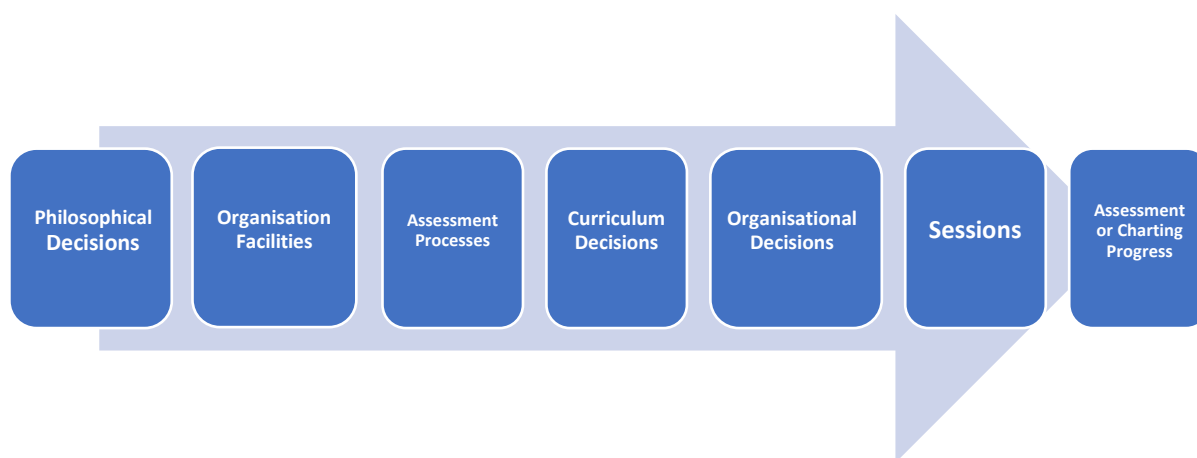 Philosophical
Decisions
Organisation
Facilities
Assessment
Processes
Curriculum
Decisions
Organisational
Decisions
Sessions
Assessment
or Charting
Progress